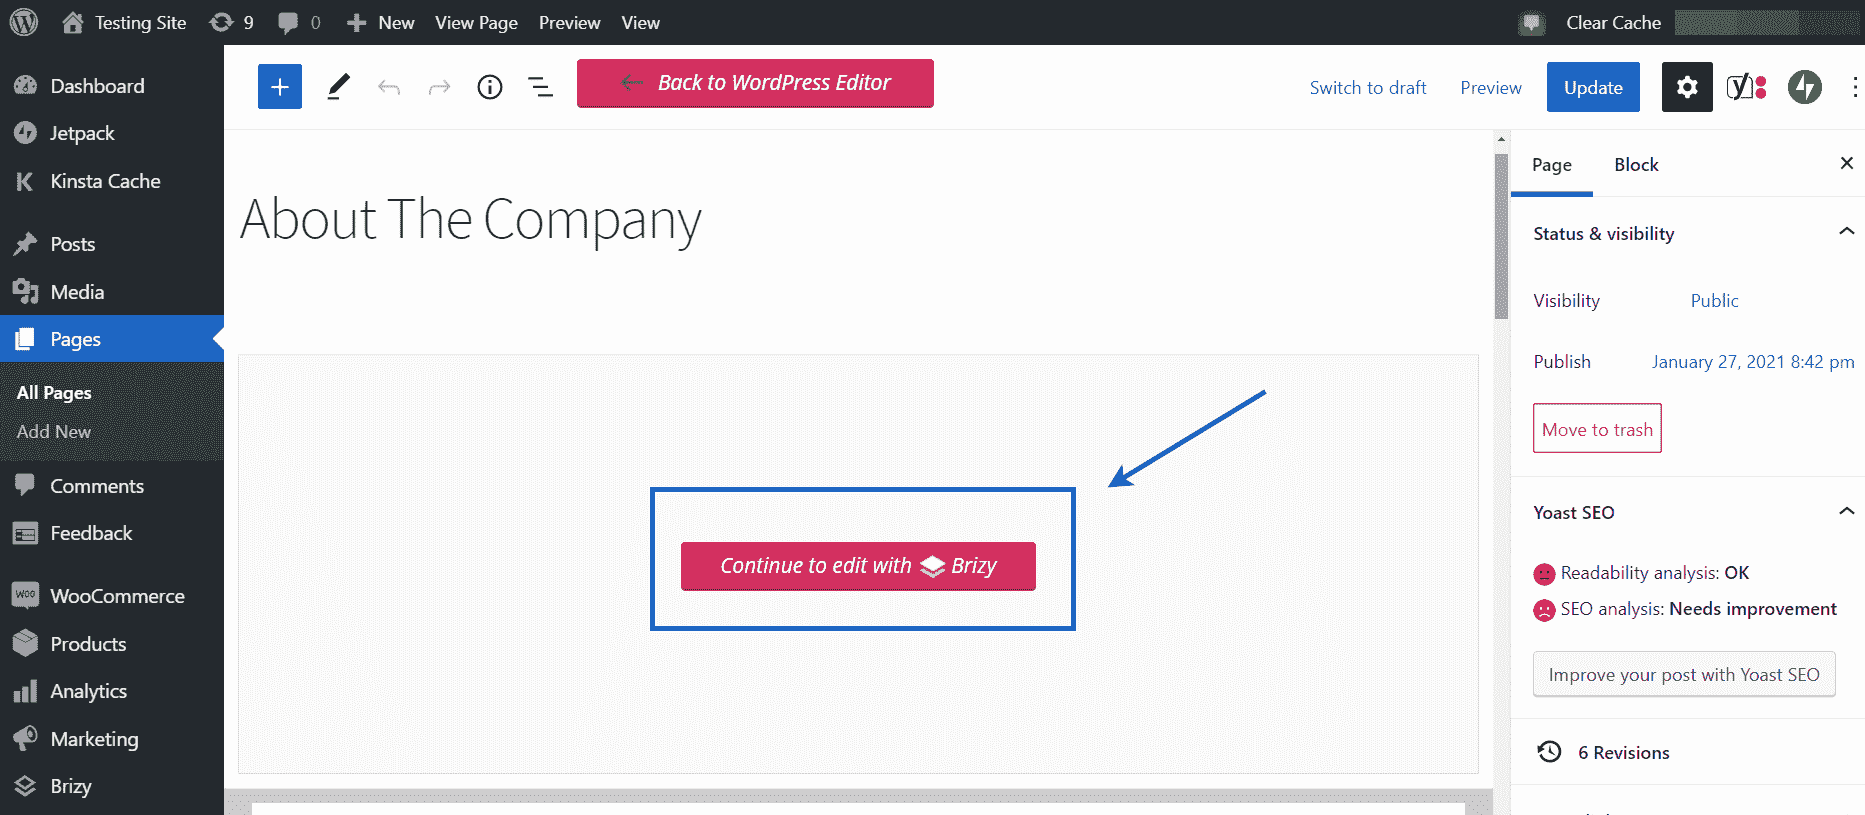 Testing Site 9 0 New View Page Preview View Clear Cache
Dashboard
Jetpack
Kinsta Cache
Posts
Media
Pages
All Pages
Add New
Comments
Feedback
WooCommerce
Products
Analytics
Marketing
Brizy
Back to WordPress Editor
Switch to draft Preview Update
About The Company
Continue to edit with Brizy
Page Block
Status & visibility
Visibility Public
Publish January 27, 2021 8:42 pm
Move to trash
Yoast SEO
Readability analysis: OK
SEO analysis: Needs improvement
Improve your post with Yoast SEO
6 Revisions